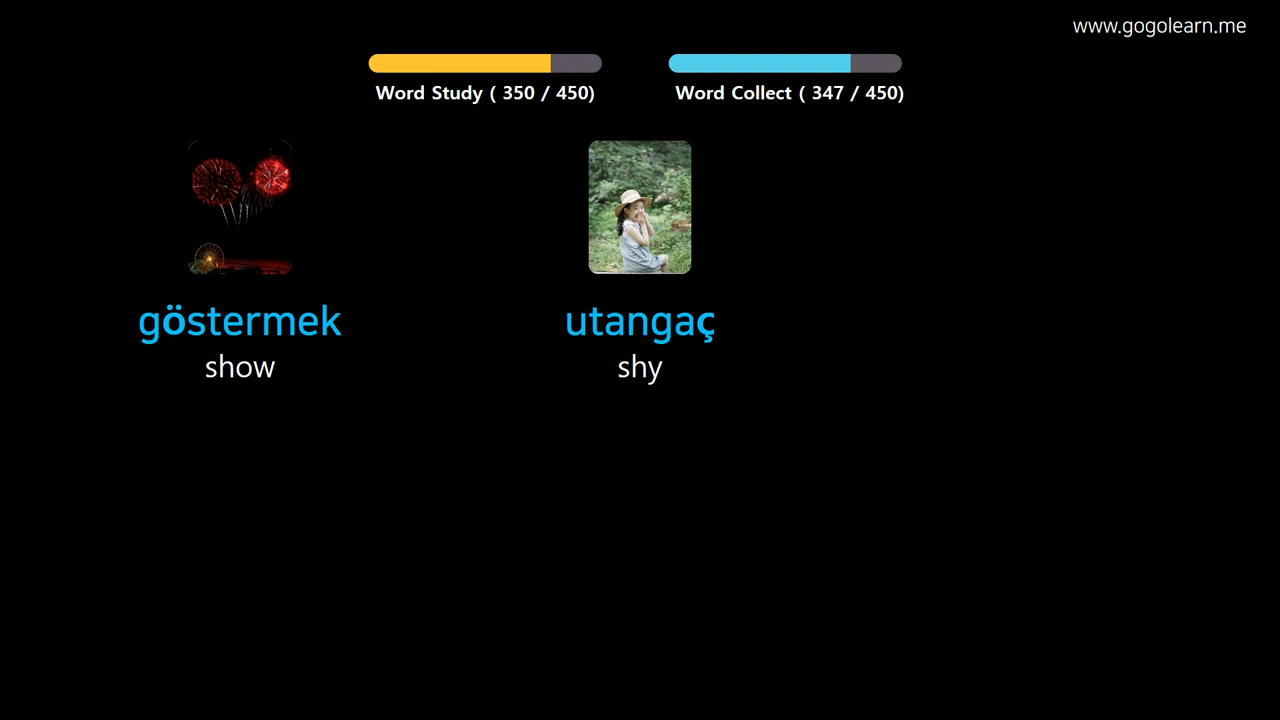 www.gogolearn.me
Word Study ( 350 / 450)
Word Collect ( 347 / 450)
göstermek
show
utangaç
shy